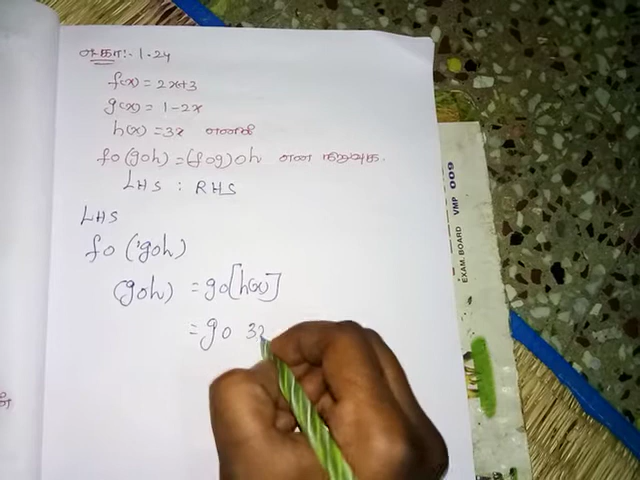 எ.கா:- 1-24
f(x) = 2x+3
g(x) = 1-2x
h(x) = 3x எனில்
fo(goh) = (fog)oh என நிறுவுக.
LHS : RHS
LHS
fo (goh)
(goh) = go[h(x)]
= go 3x
EXAM. BOARD VMP 009